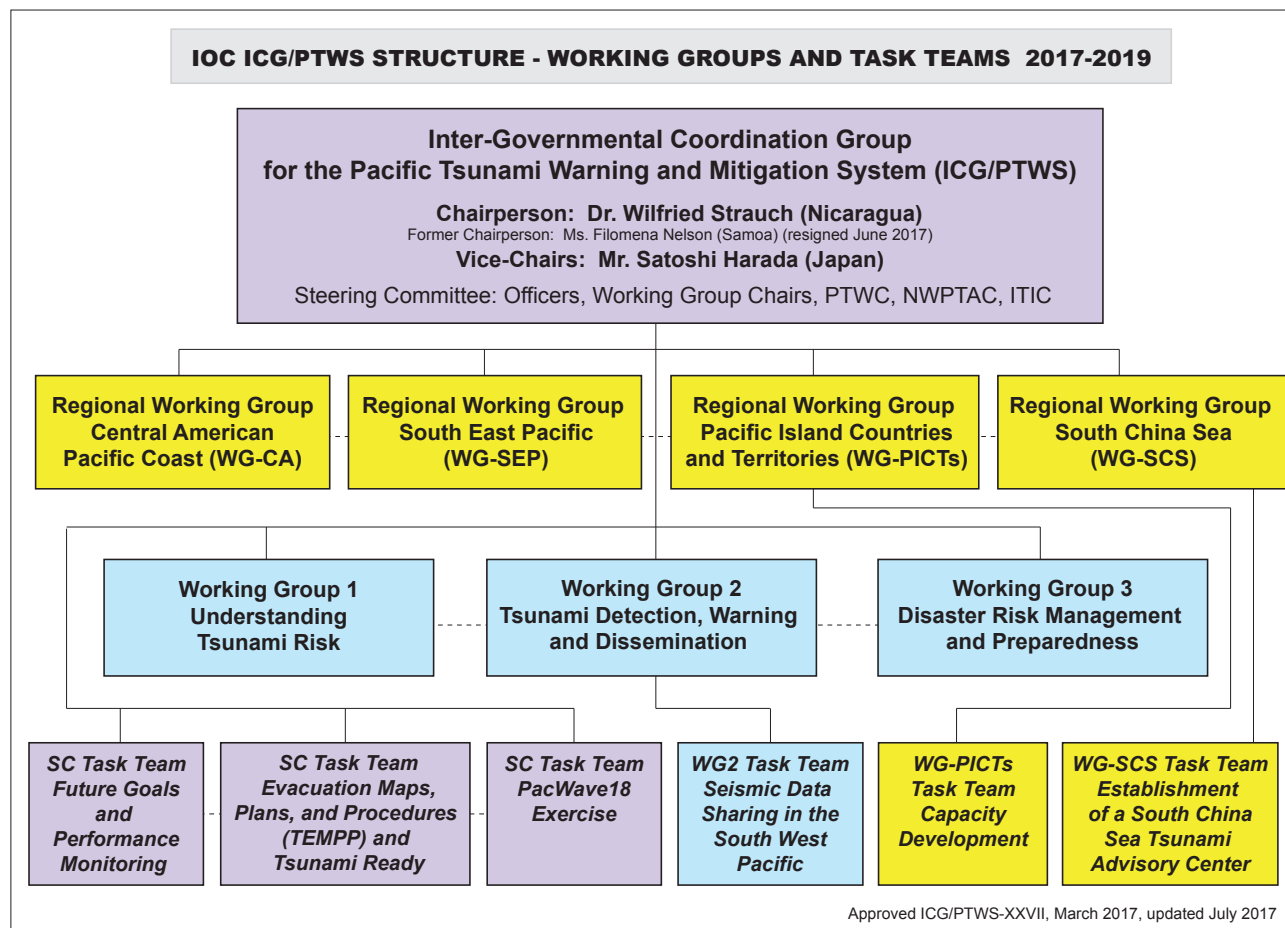 IOC ICG/PTWS STRUCTURE - WORKING GROUPS AND TASK TEAMS 2017-2019
Inter-Governmental Coordination Group
for the Pacific Tsunami Warning and Mitigation System (ICG/PTWS)
Chairperson: Dr. Wilfried Strauch (Nicaragua)
Former Chairperson: Ms. Filomena Nelson (Samoa) (resigned June 2017)
Vice-Chairs: Mr. Satoshi Harada (Japan)
Steering Committee: Officers, Working Group Chairs, PTWC, NWPTAC, ITIC
Regional Working Group
Central American
Pacific Coast (WG-CA)
Regional Working Group
South East Pacific
(WG-SEP)
Regional Working Group
Pacific Island Countries
and Territories (WG-PICTs)
Regional Working Group
South China Sea
(WG-SCS)
Working Group 1
Understanding
Tsunami Risk
Working Group 2
Tsunami Detection, Warning
and Dissemination
Working Group 3
Disaster Risk Management
and Preparedness
SC Task Team
Future Goals
and
Performance
Monitoring
SC Task Team
Evacuation Maps,
Plans, and Procedures
(TEMPP) and
Tsunami Ready
SC Task Team
PacWave18
Exercise
WG2 Task Team
Seismic Data
Sharing in the
South West
Pacific
WG-PICTs
Task Team
Capacity
Development
WG-SCS Task Team
Establishment
of a South China
Sea Tsunami
Advisory Center
Approved ICG/PTWS-XXVII, March 2017, updated July 2017